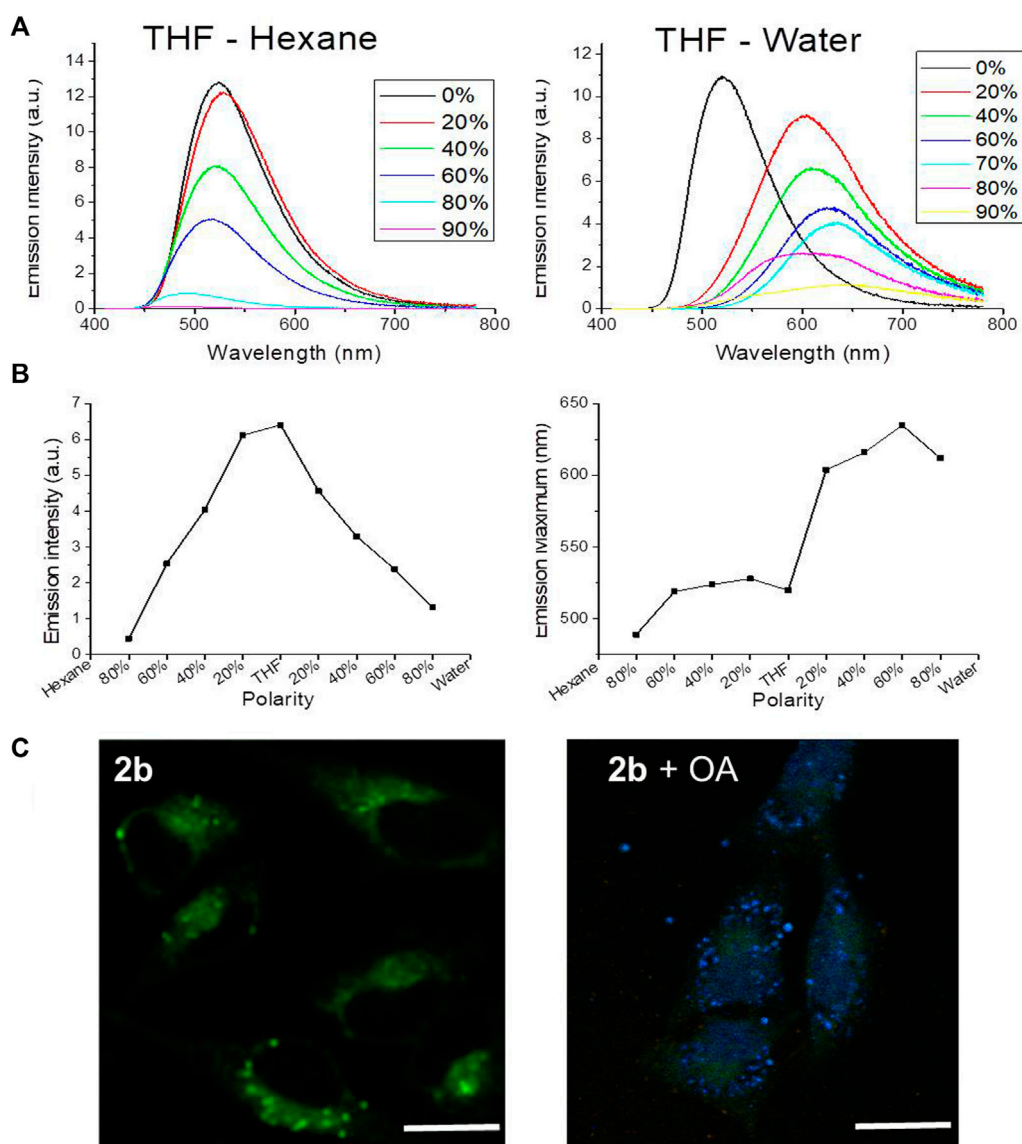 A
THF - Hexane
14
12
10
8
6
4
2
0
Emission intensity (a.u.)
400 500 600 700 800
Wavelength (nm)
0%
20%
40%
60%
80%
90%
THF - Water
12
10
8
6
4
2
0
Emission intensity (a.u.)
400 500 600 700 800
Wavelength (nm)
0%
20%
40%
60%
70%
80%
90%
B
7
6
5
4
3
2
1
0
Emission intensity (a.u.)
Hexane 80% 60% 40% 20% THF 20% 40% 60% 80% Water
Polarity
650
600
550
500
Emission Maximum (nm)
Hexane 80% 60% 40% 20% THF 20% 40% 60% 80% Water
Polarity
C
2b
2b + OA